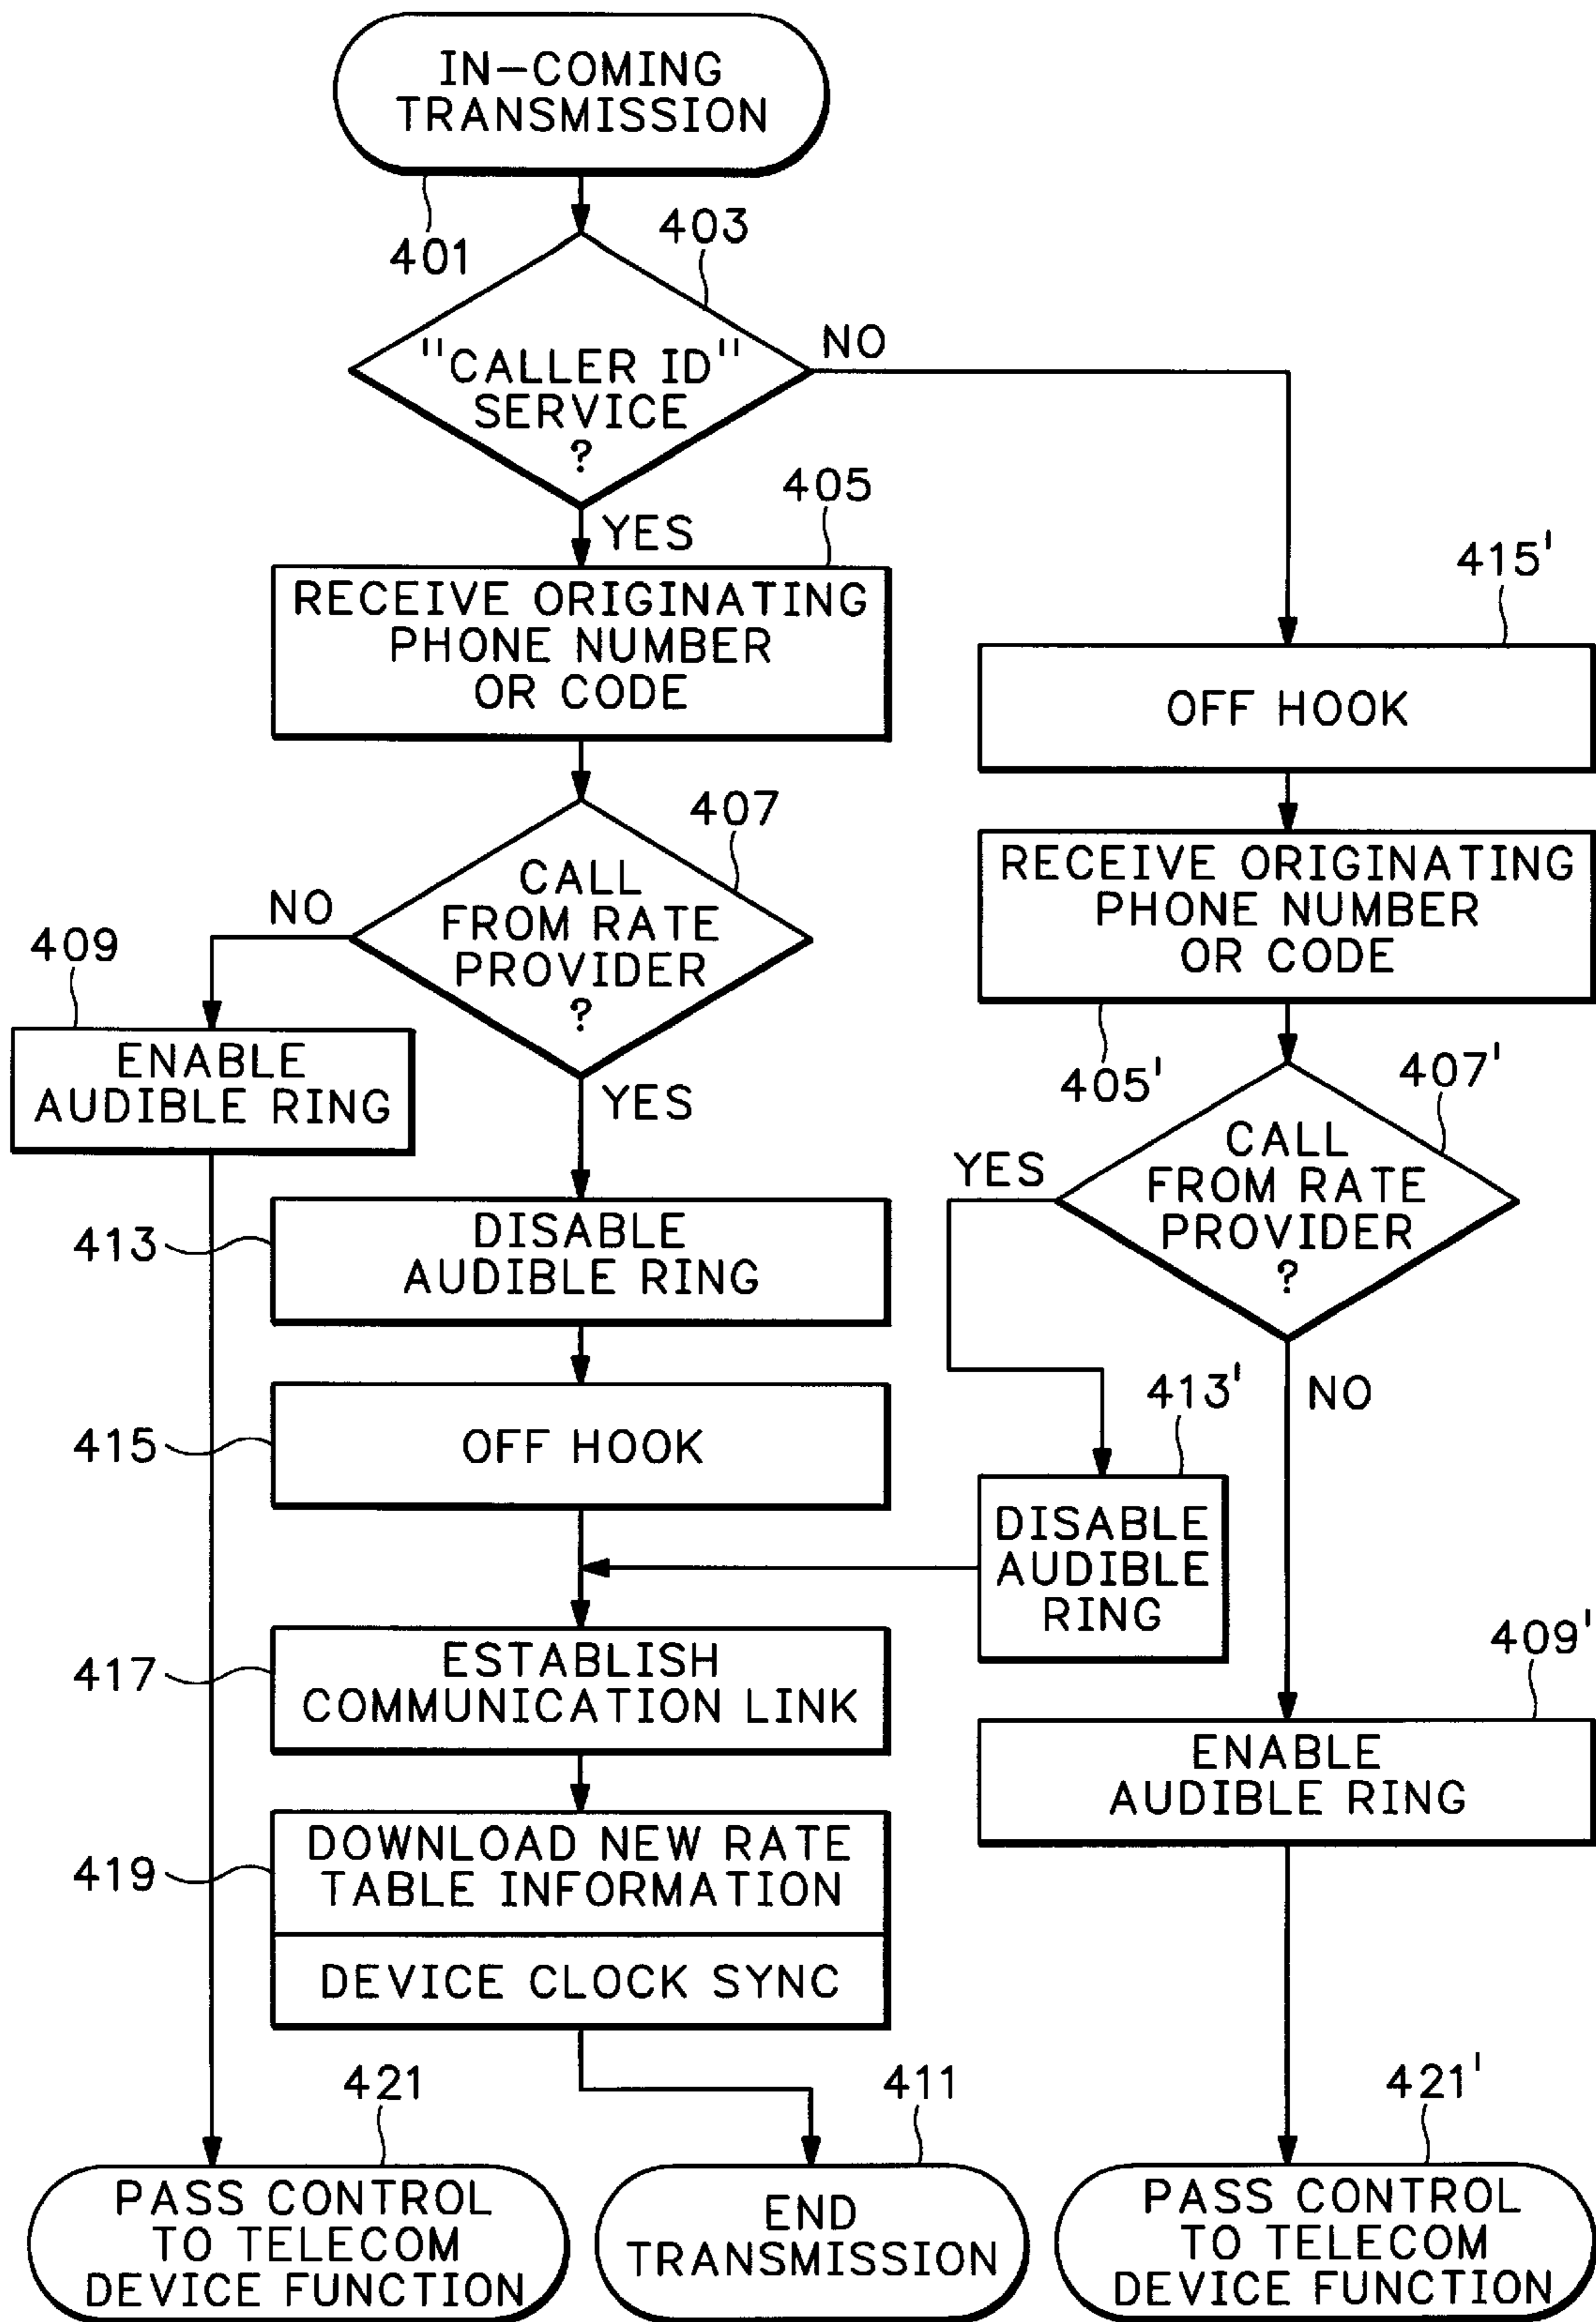 IN-COMING
TRANSMISSION
401
403
"CALLER ID"
SERVICE
?
NO
YES
405
RECEIVE ORIGINATING
PHONE NUMBER
OR CODE
415'
OFF HOOK
407
CALL
FROM RATE
PROVIDER
?
NO
YES
409
ENABLE
AUDIBLE RING
RECEIVE ORIGINATING
PHONE NUMBER
OR CODE
405'
407'
CALL
FROM RATE
PROVIDER
?
YES
NO
413
DISABLE
AUDIBLE RING
415
OFF HOOK
413'
DISABLE
AUDIBLE
RING
417
ESTABLISH
COMMUNICATION LINK
409'
ENABLE
AUDIBLE RING
419
DOWNLOAD NEW RATE
TABLE INFORMATION
DEVICE CLOCK SYNC
421
PASS CONTROL
TO TELECOM
DEVICE FUNCTION
411
END
TRANSMISSION
421'
PASS CONTROL
TO TELECOM
DEVICE FUNCTION